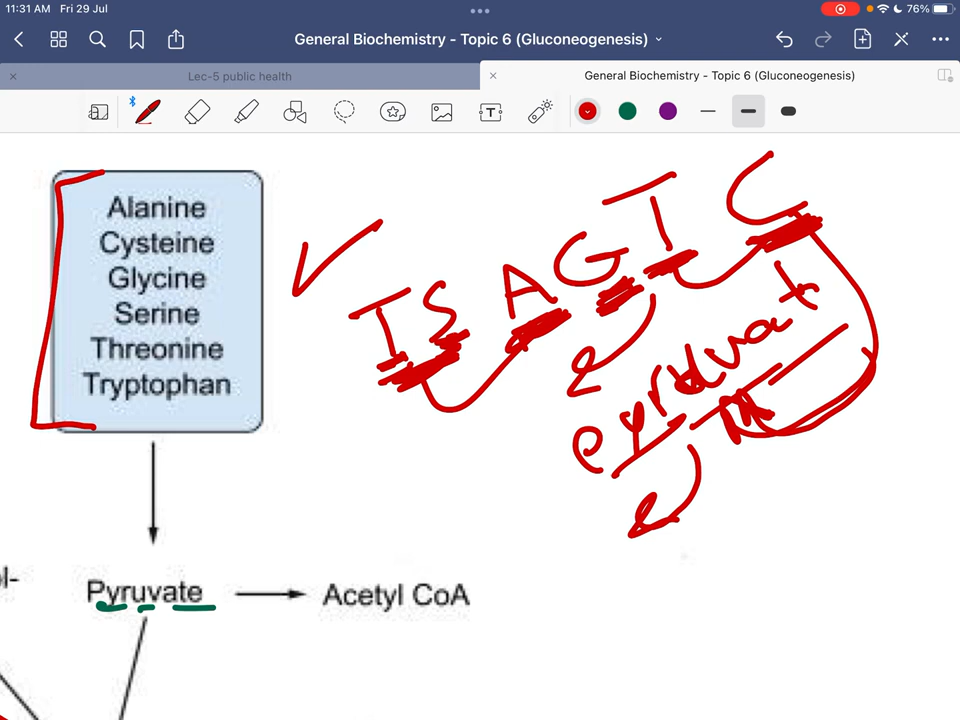 11:31 AM Fri 29 Jul
76%
General Biochemistry - Topic 6 (Gluconeogenesis)
Lec-5 public health
General Biochemistry - Topic 6 (Gluconeogenesis)
T
Alanine
Cysteine
Glycine
Serine
Threonine
Tryptophan
T S A G T C
ol-
Pyruvate
Acetyl CoA